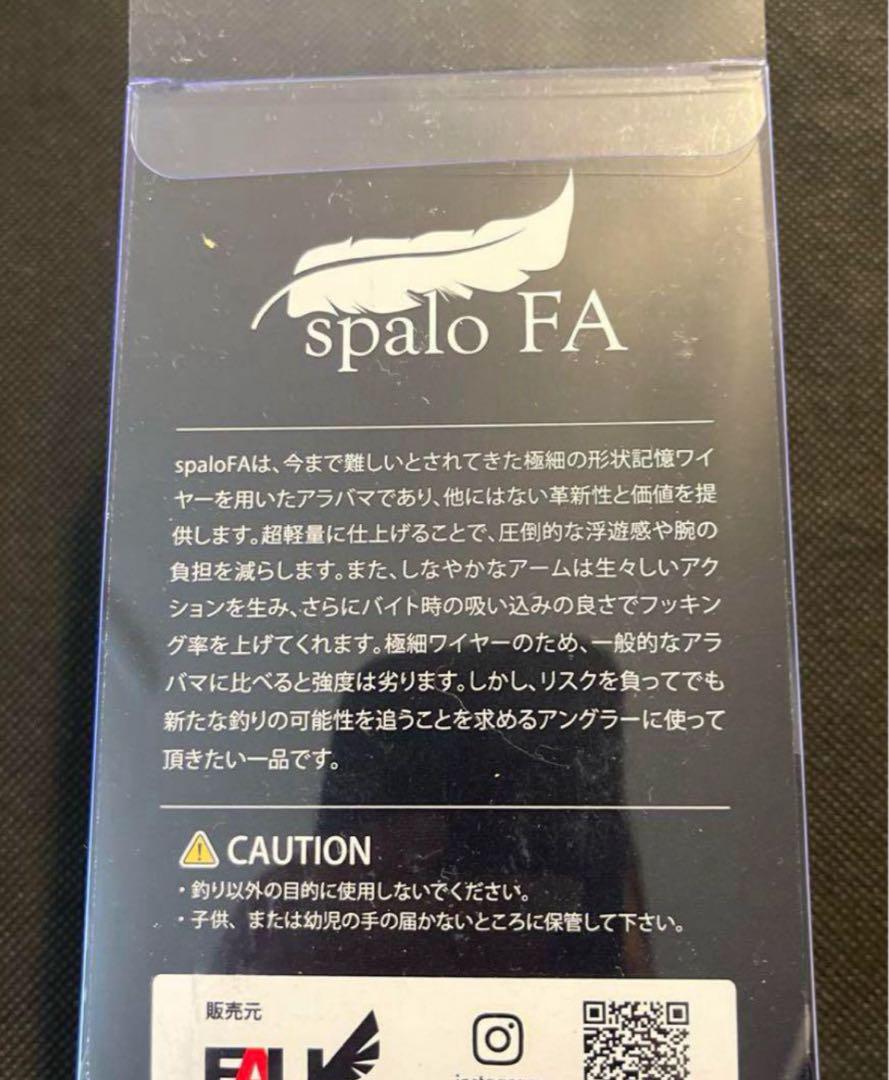 spalo FA
spaloFAは、今まで難しいとされてきた極細の形状記憶ワイ
ヤーを用いたアラバマであり、他にはない革新性と価値を提
供します。超軽量に仕上げることで、圧倒的な浮遊感や腕の
負担を減らします。また、しなやかなアームは生々しいアク
ションを生み、さらにバイト時の吸い込みの良さでフッキン
グ率を上げてくれます。極細ワイヤーのため、一般的なアラ
バマに比べると強度は劣ります。しかし、リスクを負ってでも
新たな釣りの可能性を追うことを求めるアングラーに使って
頂きたい一品です。
CAUTION
・釣り以外の目的に使用しないでください。
・子供、または幼児の手の届かないところに保管して下さい。
販売元